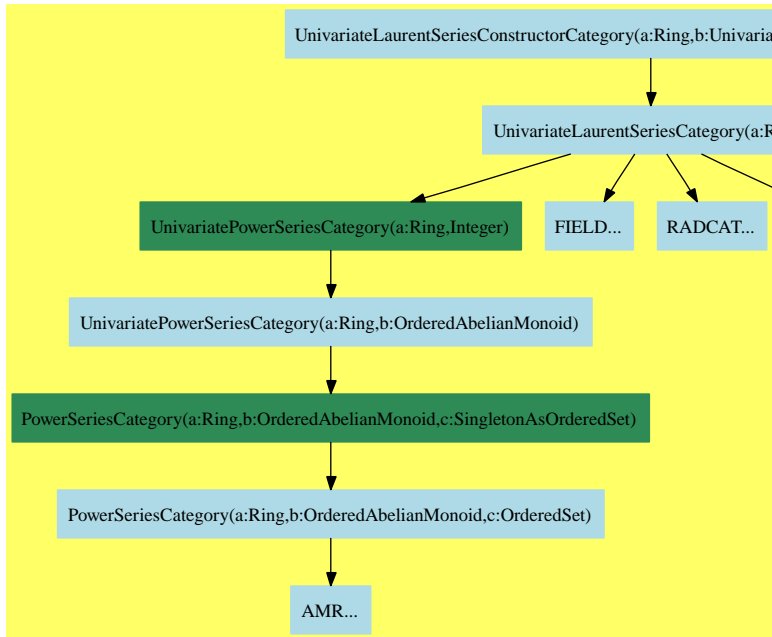 UnivariateLaurentSeriesConstructorCategory(a:Ring,b:Univaria
UnivariateLaurentSeriesCategory(a:R
UnivariatePowerSeriesCategory(a:Ring,Integer)
FIELD...
RADCAT...
UnivariatePowerSeriesCategory(a:Ring,b:OrderedAbelianMonoid)
PowerSeriesCategory(a:Ring,b:OrderedAbelianMonoid,c:SingletonAsOrderedSet)
PowerSeriesCategory(a:Ring,b:OrderedAbelianMonoid,c:OrderedSet)
AMR...